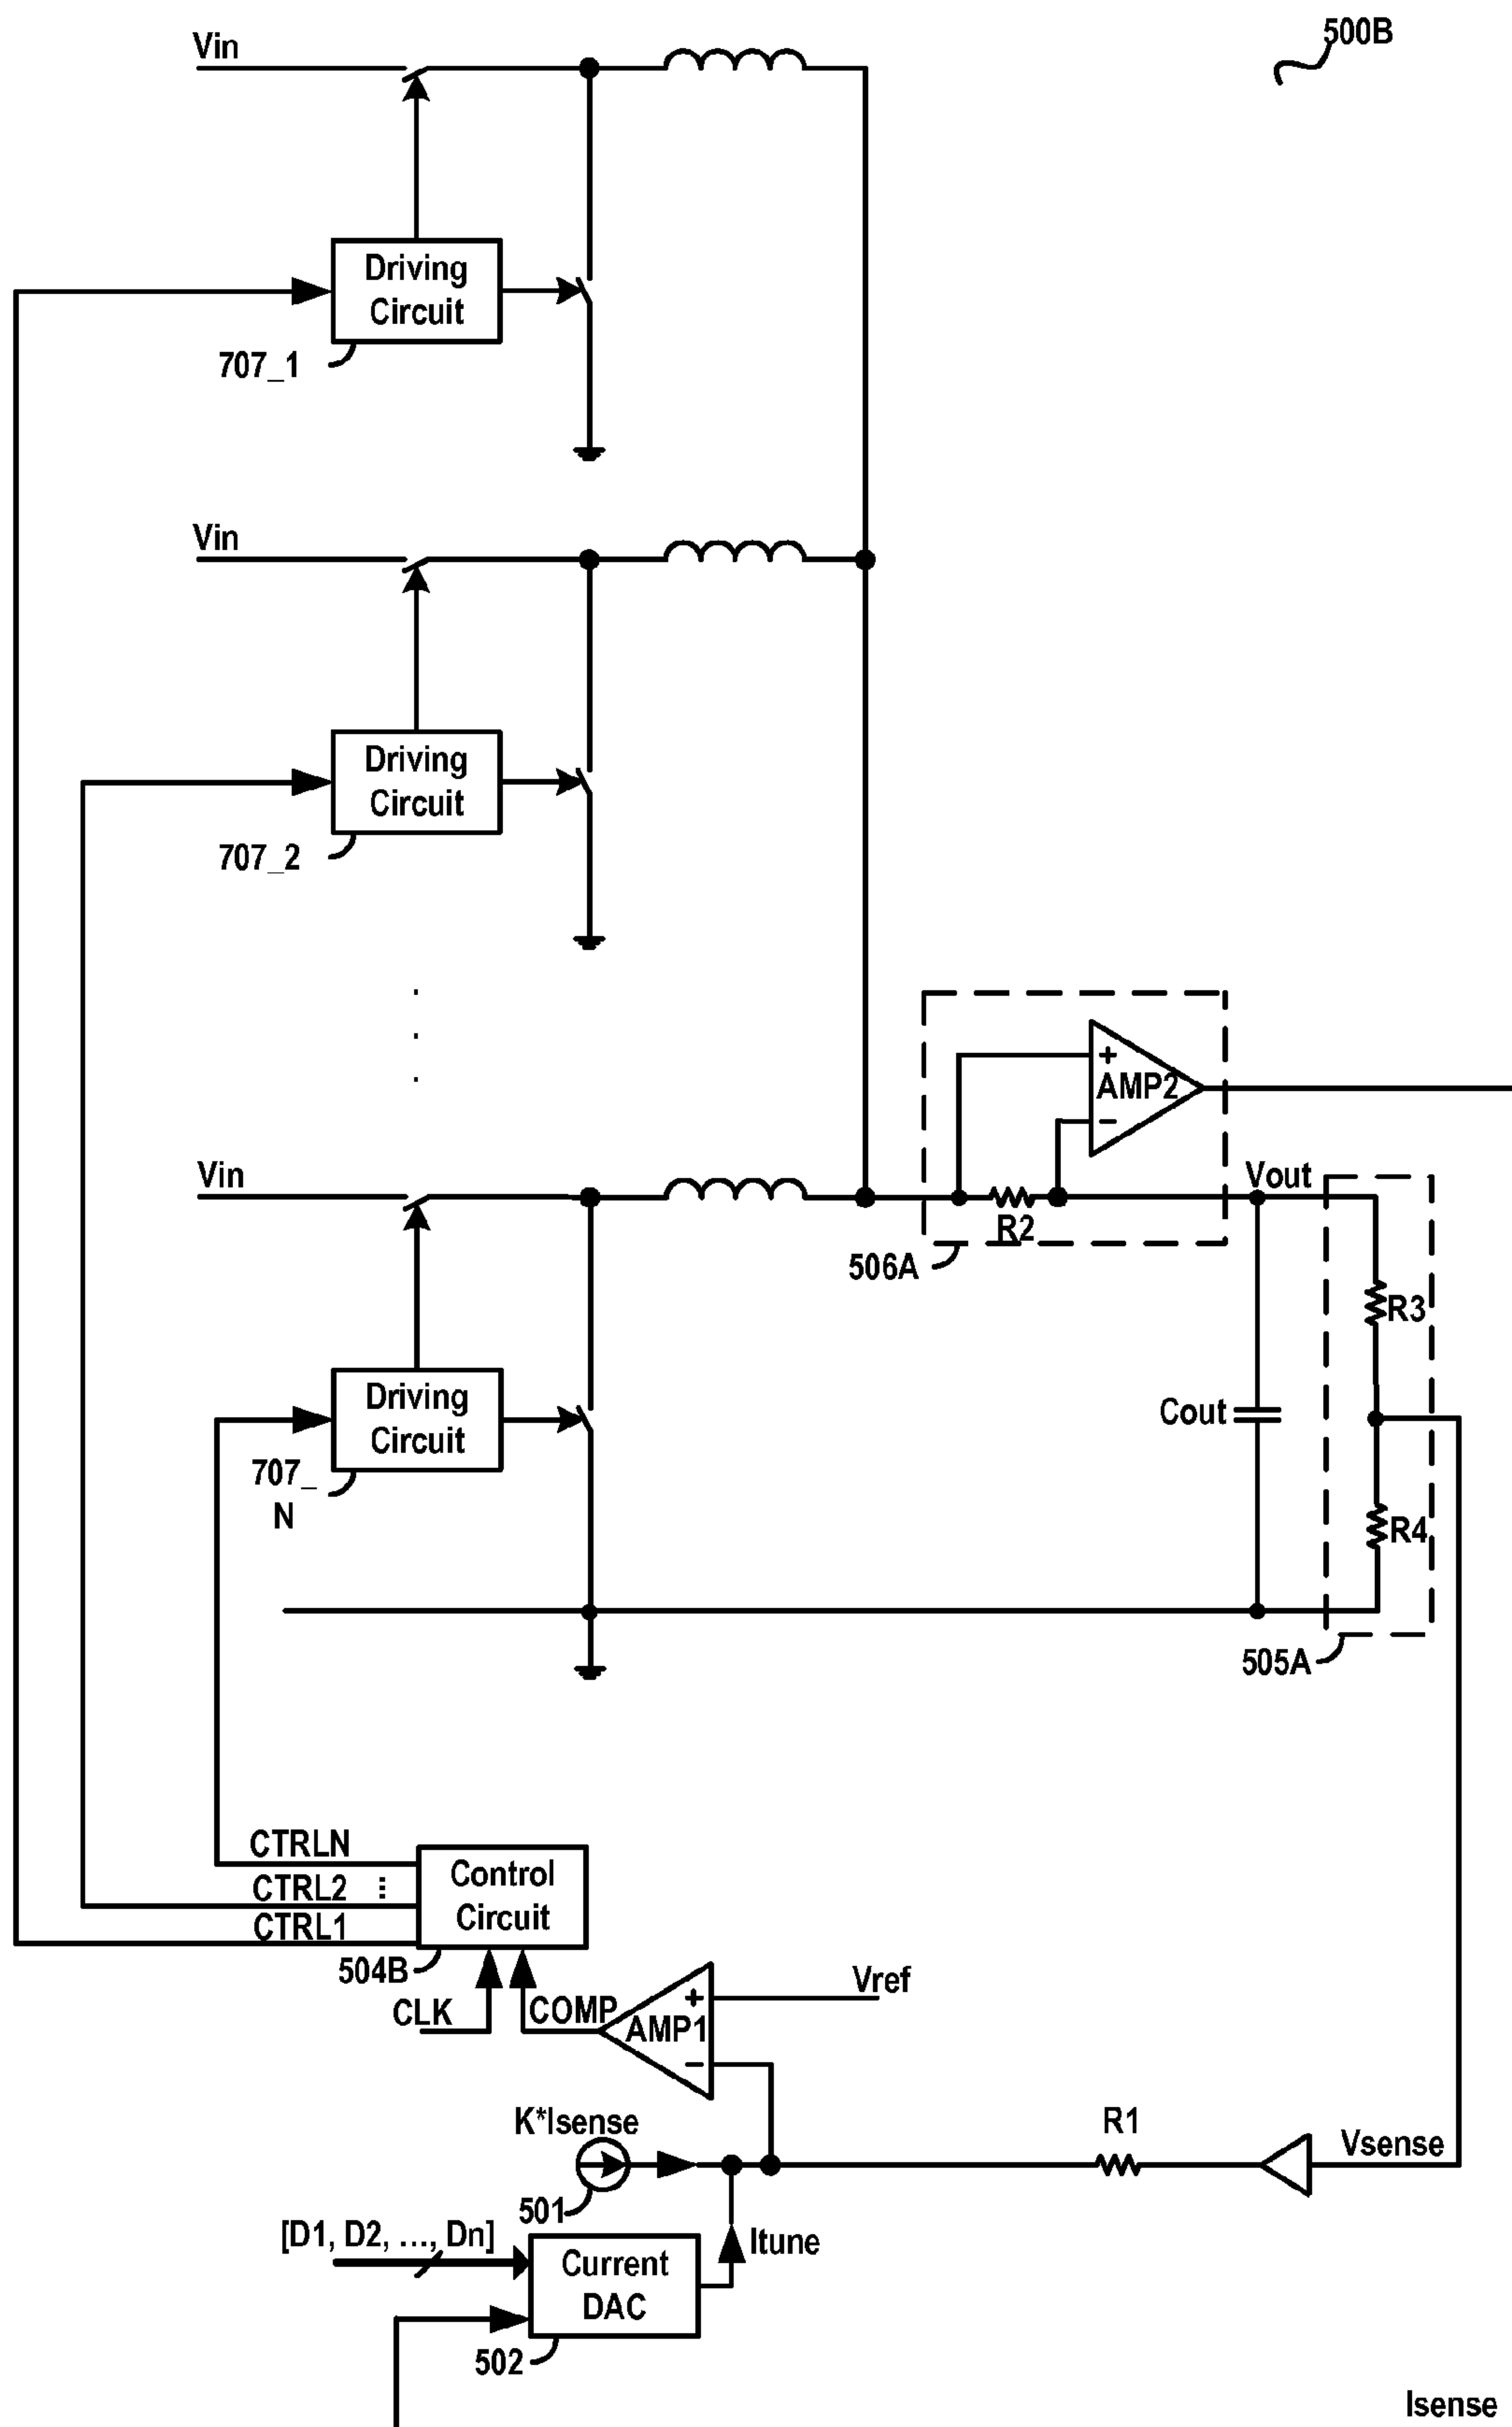 500B
Vin
Driving
Circuit
707_1
Vin
Driving
Circuit
707_2
.
.
.
+
AMP2
−
Vin
Vout
R2
506A
R3
Driving
Circuit
Cout
707_
N
R4
505A
CTRLN
CTRL2 ⋮
CTRL1
Control
Circuit
504B
CLK
COMP
+
AMP1
−
Vref
K*Isense
R1
Vsense
501
[D1, D2, ..., Dn]
Itune
Current
DAC
502
Isense